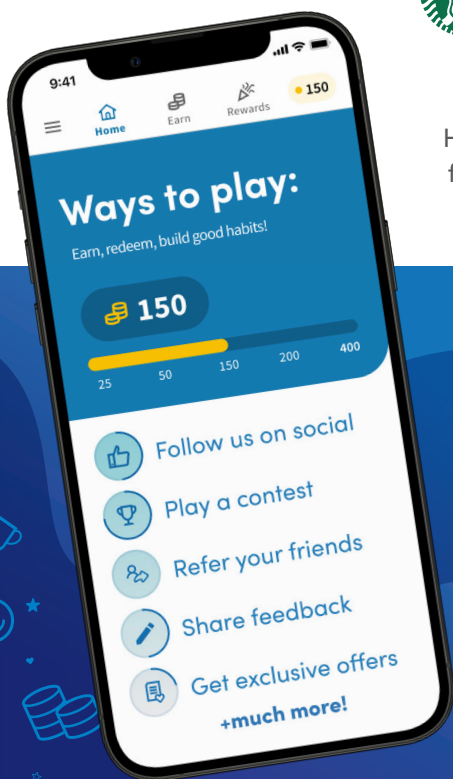 9:41
Home
Earn
Rewards
150
Ways to play:
Earn, redeem, build good habits!
150
25 50 150 200 400
Follow us on social
Play a contest
Refer your friends
Share feedback
Get exclusive offers
+much more!